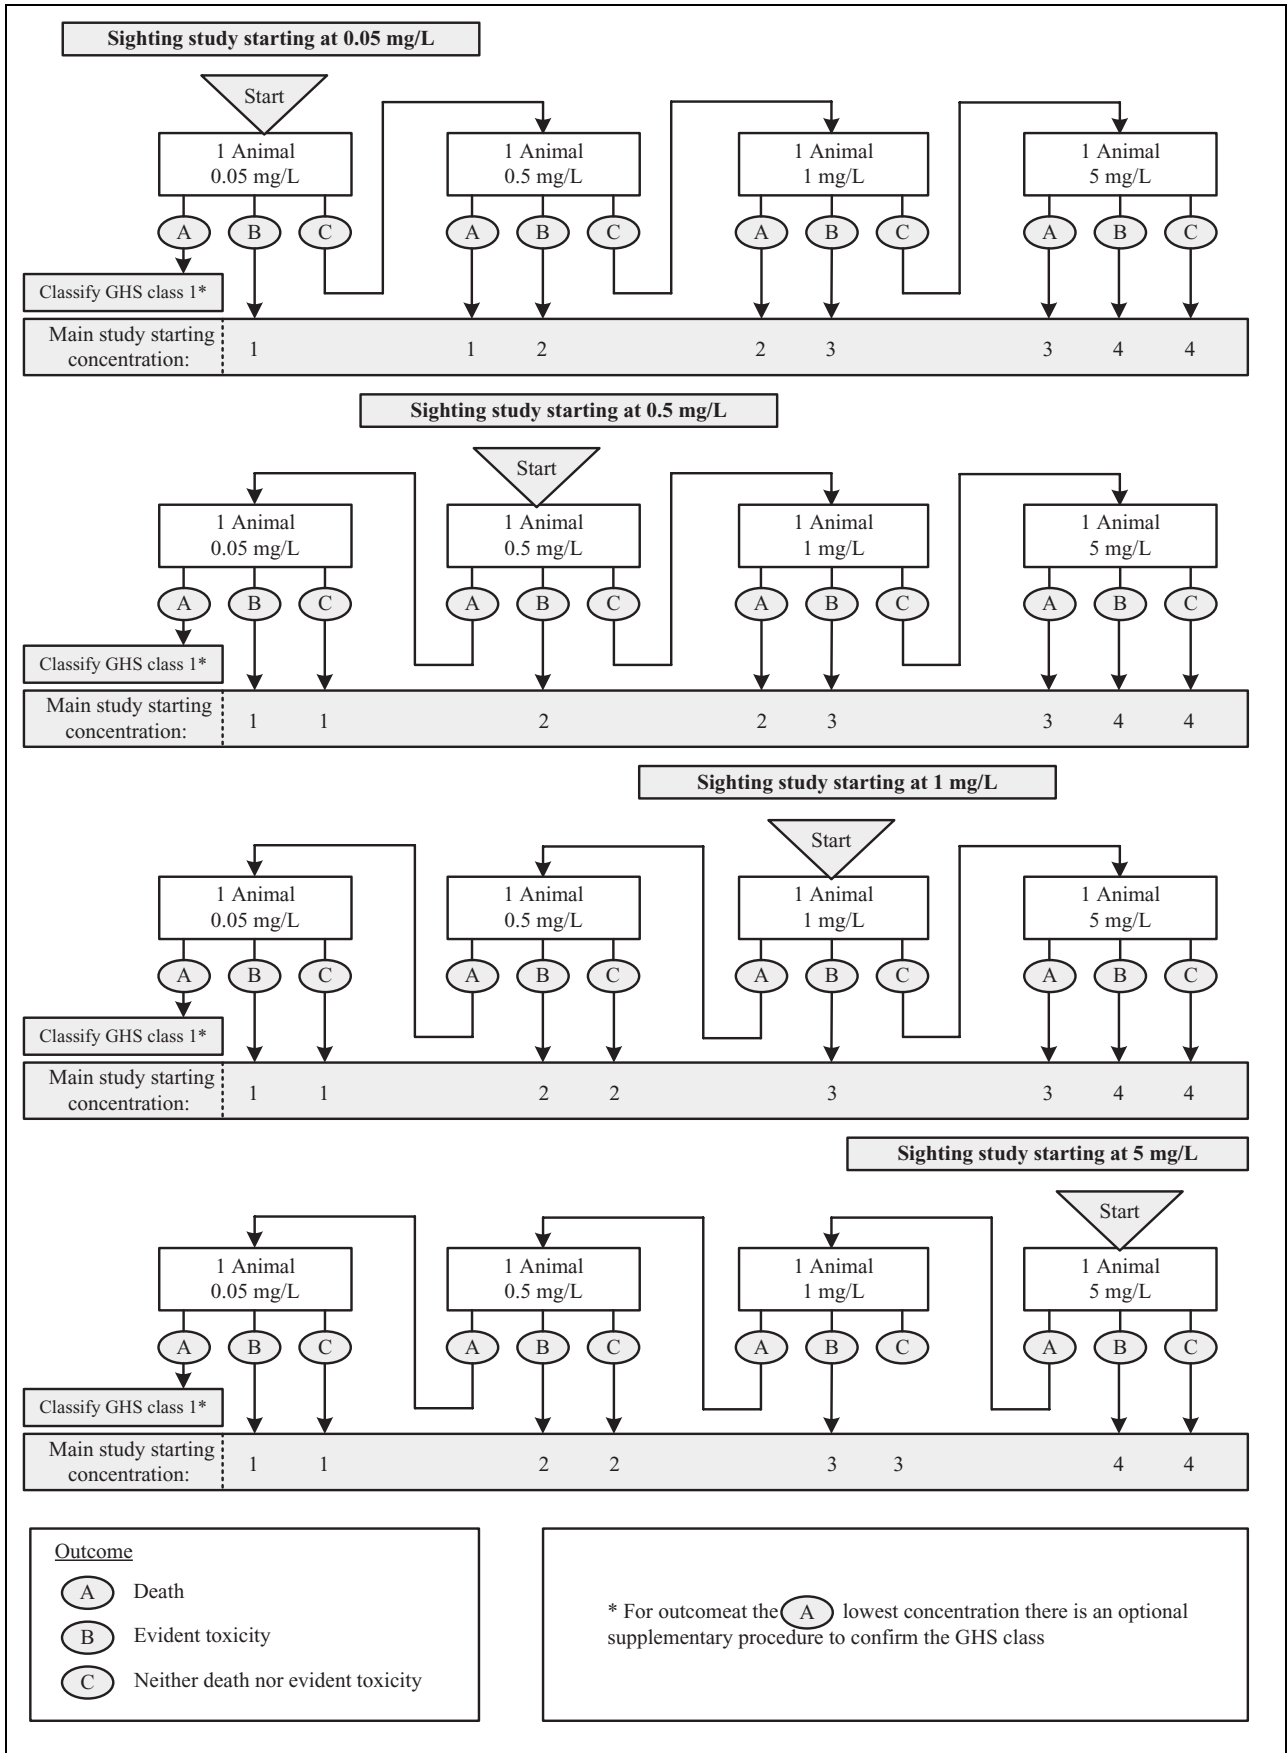 Sighting study starting at 0.05 mg/L
Start
1 Animal
0.05 mg/L
1 Animal
0.5 mg/L
1 Animal
1 mg/L
1 Animal
5 mg/L
A B C A B C A B C A B C
Classify GHS class 1*
Main study starting
concentration:
1 1 2 2 3 3 4 4
Sighting study starting at 0.5 mg/L
Start
1 Animal
0.05 mg/L
1 Animal
0.5 mg/L
1 Animal
1 mg/L
1 Animal
5 mg/L
A B C A B C A B C A B C
Classify GHS class 1*
Main study starting
concentration:
1 1 2 2 3 3 4 4
Sighting study starting at 1 mg/L
Start
1 Animal
0.05 mg/L
1 Animal
0.5 mg/L
1 Animal
1 mg/L
1 Animal
5 mg/L
A B C A B C A B C A B C
Classify GHS class 1*
Main study starting
concentration:
1 1 2 2 3 3 4 4
Sighting study starting at 5 mg/L
Start
1 Animal
0.05 mg/L
1 Animal
0.5 mg/L
1 Animal
1 mg/L
1 Animal
5 mg/L
A B C A B C A B C A B C
Classify GHS class 1*
Main study starting
concentration:
1 1 2 2 3 3 4 4
Outcome
A Death
B Evident toxicity
C Neither death nor evident toxicity
* For outcomeat the A lowest concentration there is an optional
supplementary procedure to confirm the GHS class